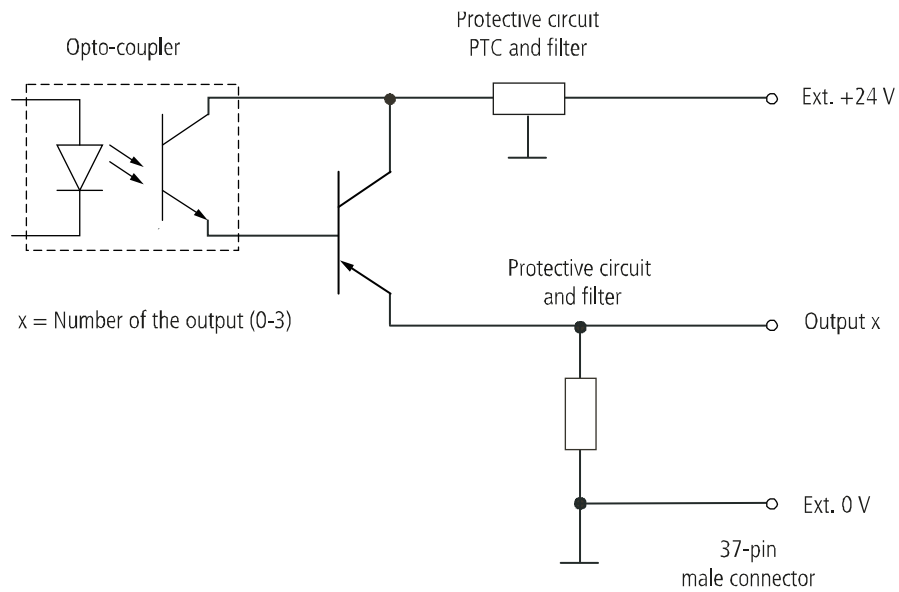 Protective circuit
PTC and filter
Opto-coupler
Ext. +24 V
Protective circuit
and filter
x = Number of the output (0-3)
Output x
Ext. 0 V
37-pin
male connector